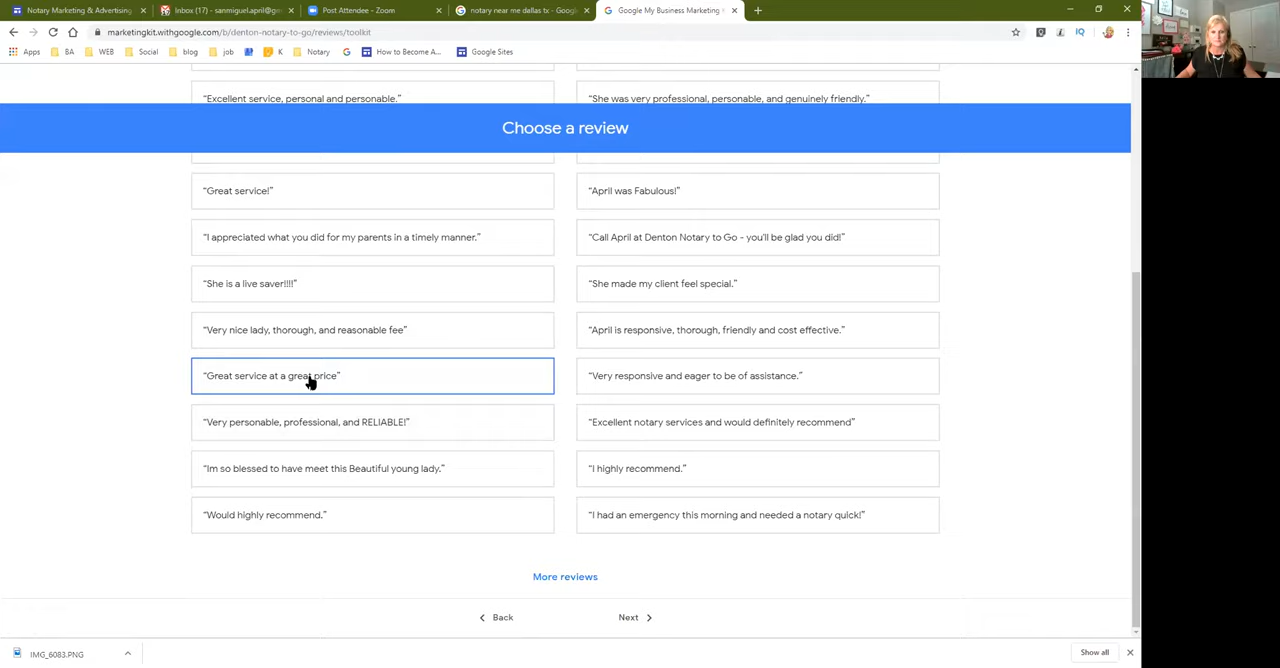 Notary Marketing & Advertising
Inbox (17) - sanmiguel.april@gm
Post Attendee - Zoom
notary near me dallas tx - Googl
Google My Business Marketing
marketingkit.withgoogle.com/b/denton-notary-to-go/reviews/toolkit
Apps
BA
WEB
Social
blog
job
K
Notary
How to Become A...
Google Sites
“Excellent service, personal and personable.”
“She was very professional, personable, and genuinely friendly.”
Choose a review
“Great service!”
“April was Fabulous!”
“I appreciated what you did for my parents in a timely manner.”
“Call April at Denton Notary to Go - you'll be glad you did!”
“She is a live saver!!!!”
“She made my client feel special.”
“Very nice lady, thorough, and reasonable fee”
“April is responsive, thorough, friendly and cost effective.”
“Great service at a great price”
“Very responsive and eager to be of assistance.”
“Very personable, professional, and RELIABLE!”
“Excellent notary services and would definitely recommend”
“Im so blessed to have meet this Beautiful young lady.”
“I highly recommend.”
“Would highly recommend.”
“I had an emergency this morning and needed a notary quick!”
More reviews
Back
Next
IMG_6083.PNG
Show all